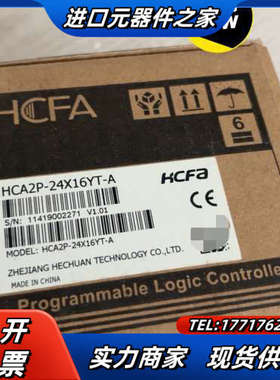 进口元器件之家
HCFA
6
HCA2P-24X16YT-A
S/N: 11419002271 V1.01
HCFa
CE
MODEL: HCA2P-24X16YT-A
ZHEJIANG HECHUAN TECHNOLOGY CO.,LTD.
MADE IN CHINA
Programmable Logic Controller
开
票
TEL:1771762
实力商家 现货供